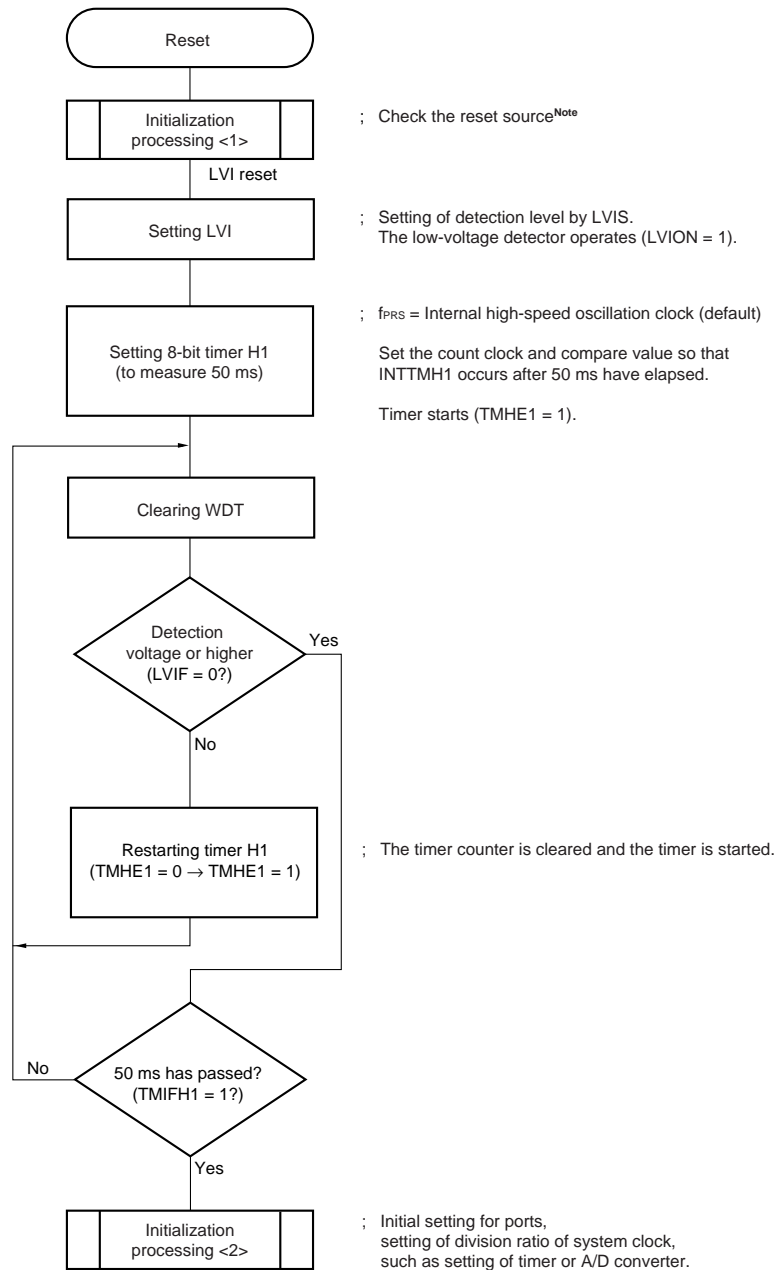 Reset
Initialization
processing <1>
; Check the reset sourceNote
LVI reset
Setting LVI
; Setting of detection level by LVIS.
The low-voltage detector operates (LVION = 1).
Setting 8-bit timer H1
(to measure 50 ms)
; fPRS = Internal high-speed oscillation clock (default)
Set the count clock and compare value so that
INTTMH1 occurs after 50 ms have elapsed.
Timer starts (TMHE1 = 1).
Clearing WDT
Detection
voltage or higher
(LVIF = 0?)
Yes
No
Restarting timer H1
(TMHE1 = 0 → TMHE1 = 1)
; The timer counter is cleared and the timer is started.
No
50 ms has passed?
(TMIFH1 = 1?)
Yes
Initialization
processing <2>
; Initial setting for ports,
setting of division ratio of system clock,
such as setting of timer or A/D converter.